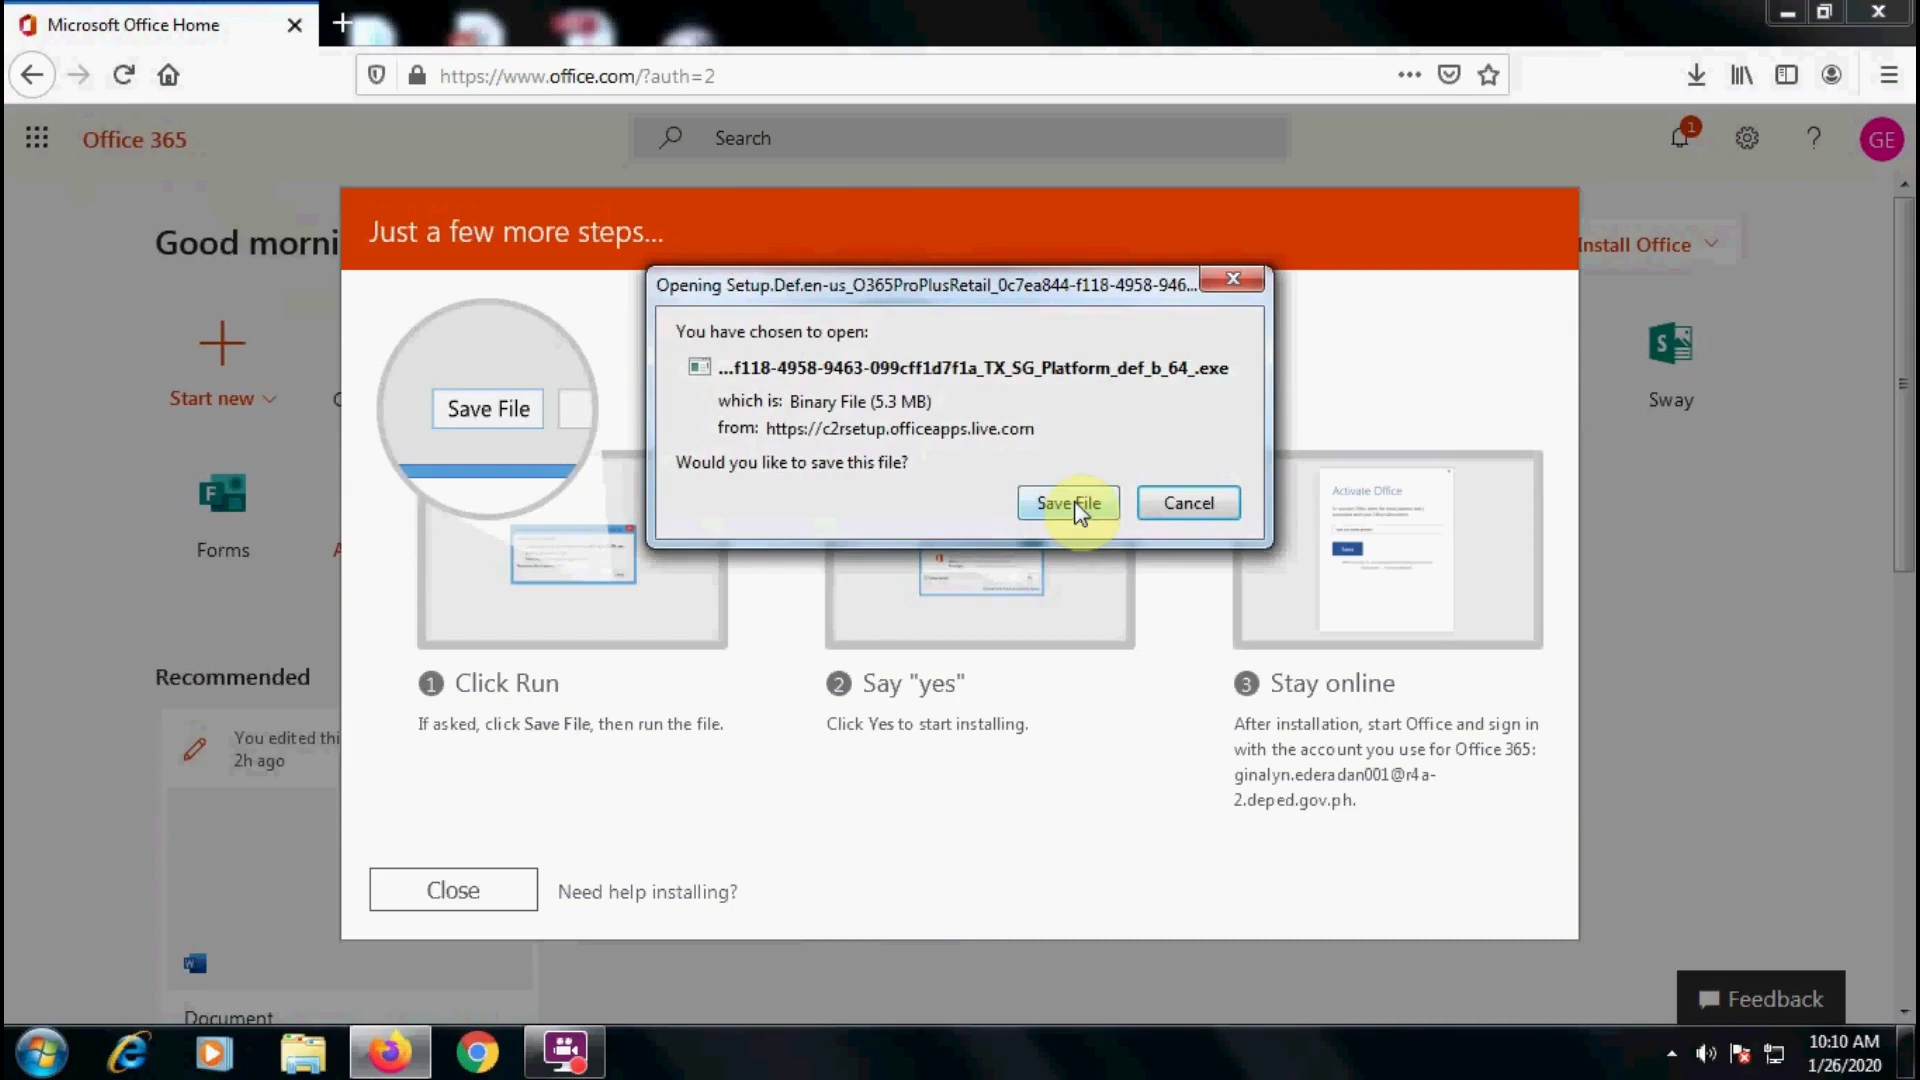 Microsoft Office Home
https://www.office.com/?auth=2
Office 365
Search
1
GE
Good morni
Install Office
Just a few more steps...
Opening Setup.Def.en-us_O365ProPlusRetail_0c7ea844-f118-4958-946...
You have chosen to open:
...f118-4958-9463-099cff1d7f1a_TX_SG_Platform_def_b_64_.exe
which is: Binary File (5.3 MB)
from: https://c2rsetup.officeapps.live.com
Would you like to save this file?
Save File
Cancel
Save File
Start new
Sway
Forms
Activate Office
1 Click Run
If asked, click Save File, then run the file.
2 Say "yes"
Click Yes to start installing.
3 Stay online
After installation, start Office and sign in
with the account you use for Office 365:
ginalyn.ederadan001@r4a-
2.deped.gov.ph.
Recommended
You edited thi
2h ago
Close
Need help installing?
Document
Feedback
10:10 AM
1/26/2020